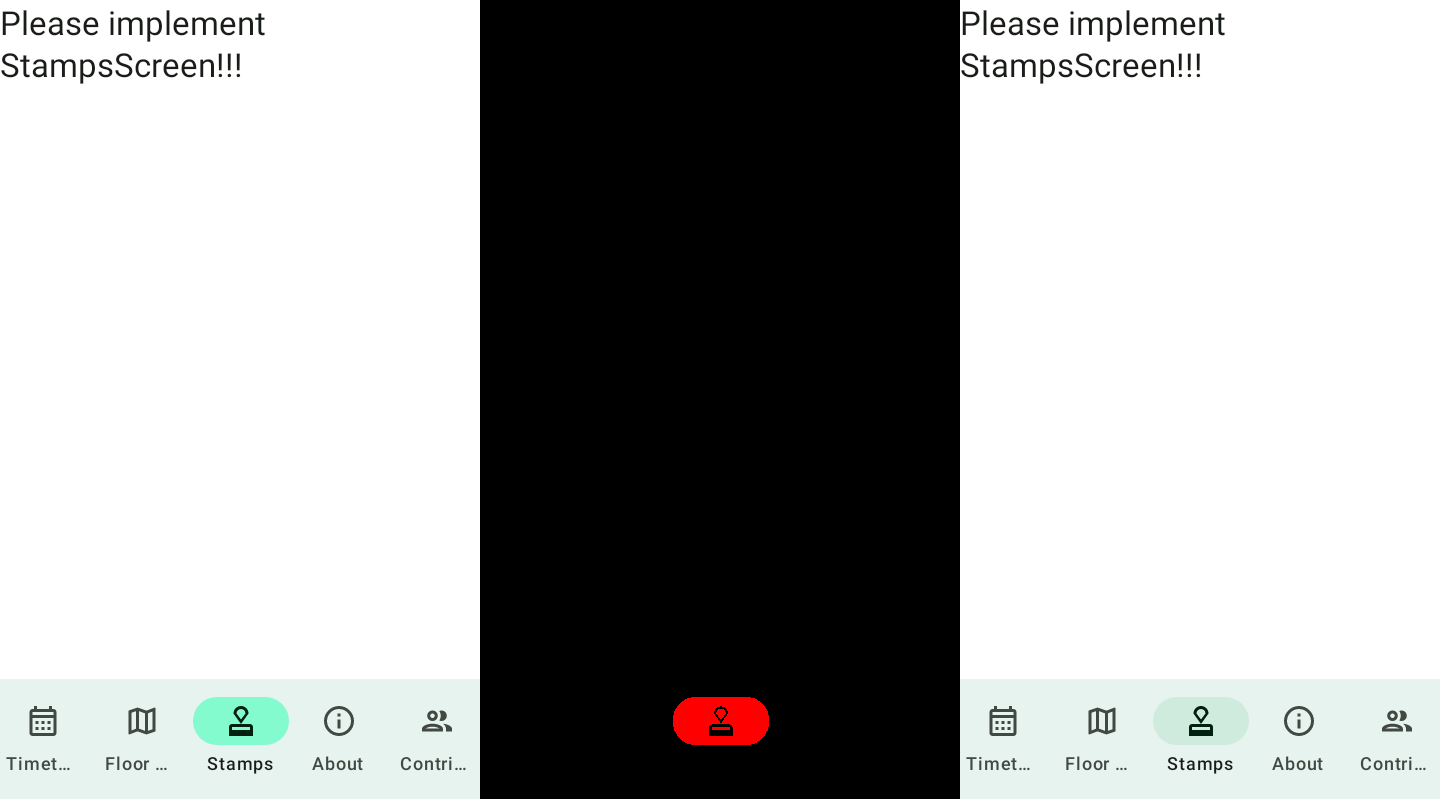 Please implement
StampsScreen!!!
Timet…
Floor …
Stamps
About
Contri…
Please implement
StampsScreen!!!
Timet…
Floor …
Stamps
About
Contri…